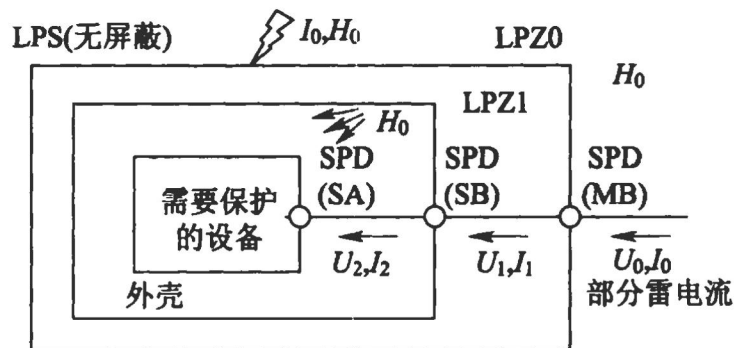 LPS(无屏蔽)
I₀,H₀
LPZ0
H₀
LPZ1
H₀
SPD
(SA)
SPD
(SB)
SPD
(MB)
需要保护
的设备
U₂,I₂
U₁,I₁
U₀,I₀
外壳
部分雷电流